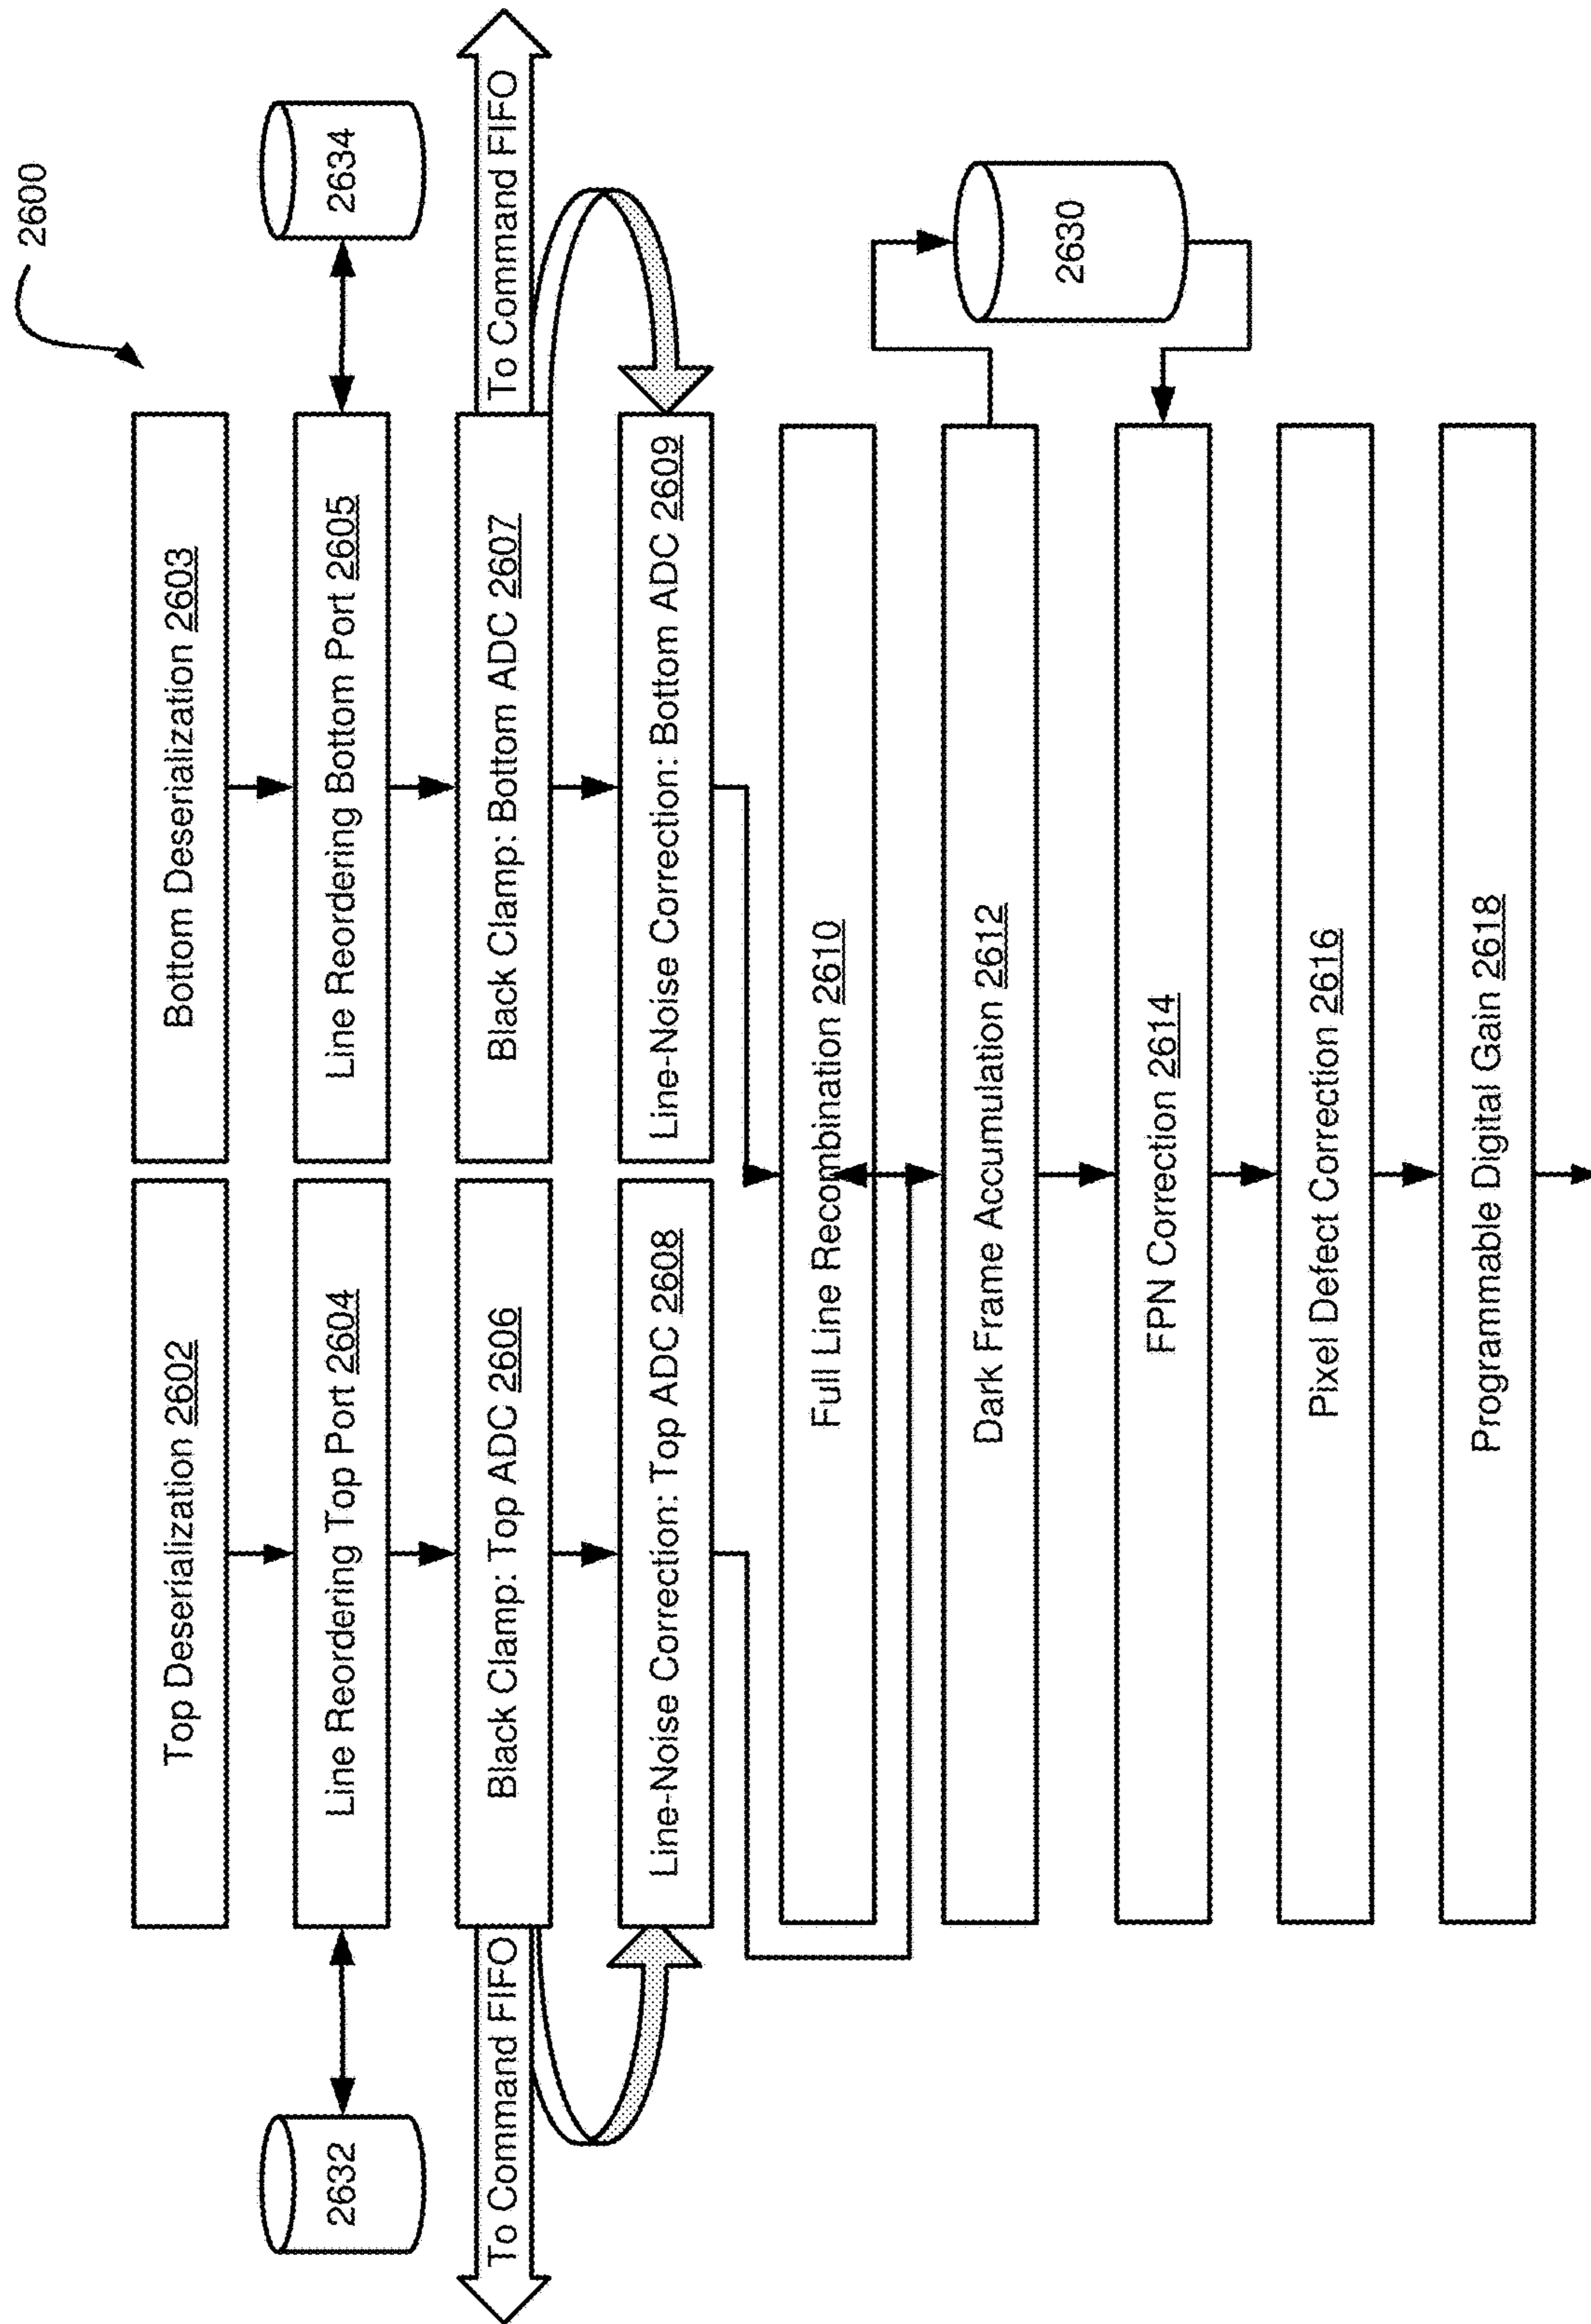 2600
Top Deserialization 2602
Bottom Deserialization 2603
2632
Line Reordering Top Port 2604
Line Reordering Bottom Port 2605
2634
To Command FIFO
Black Clamp: Top ADC 2606
Black Clamp: Bottom ADC 2607
To Command FIFO
Line-Noise Correction: Top ADC 2608
Line-Noise Correction: Bottom ADC 2609
Full Line Recombination 2610
Dark Frame Accumulation 2612
2630
FPN Correction 2614
Pixel Defect Correction 2616
Programmable Digital Gain 2618